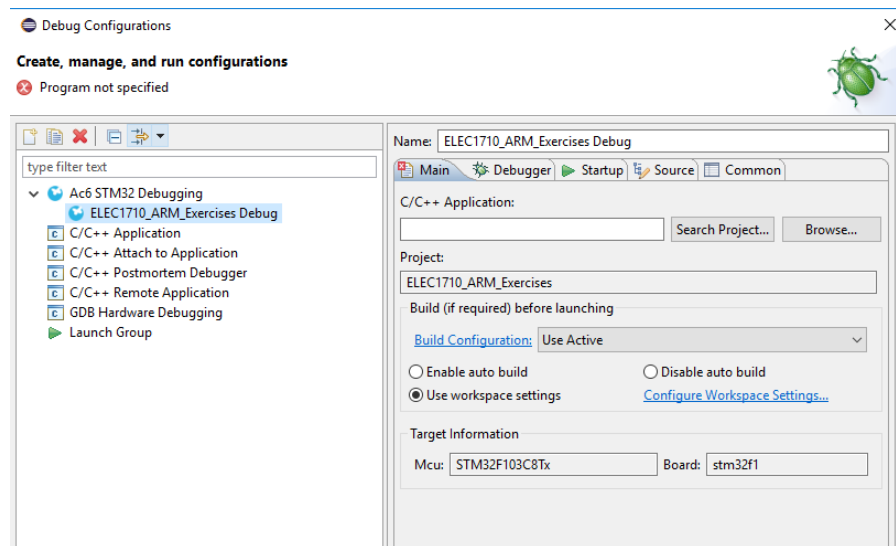 Debug Configurations
Create, manage, and run configurations
Program not specified
type filter text
Ac6 STM32 Debugging
ELEC1710_ARM_Exercises Debug
C/C++ Application
C/C++ Attach to Application
C/C++ Postmortem Debugger
C/C++ Remote Application
GDB Hardware Debugging
Launch Group
Name: ELEC1710_ARM_Exercises Debug
Main Debugger Startup Source Common
C/C++ Application:
Search Project... Browse...
Project:
ELEC1710_ARM_Exercises
Build (if required) before launching
Build Configuration: Use Active
Enable auto build Disable auto build
Use workspace settings Configure Workspace Settings...
Target Information
Mcu: STM32F103C8Tx Board: stm32f1